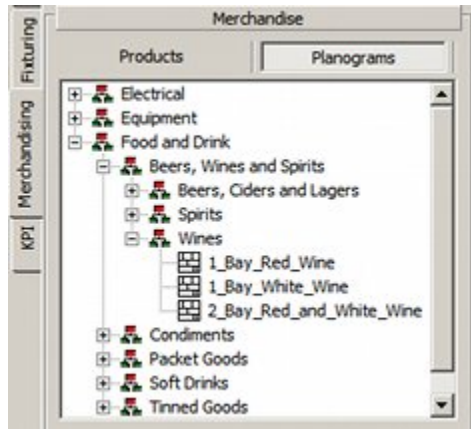 Merchandise
Products Planograms
Electrical
Equipment
Food and Drink
Beers, Wines and Spirits
Beers, Ciders and Lagers
Spirits
Wines
1_Bay_Red_Wine
1_Bay_White_Wine
2_Bay_Red_and_White_Wine
Condiments
Packet Goods
Soft Drinks
Tinned Goods
Fixturing
Merchandising
KPI